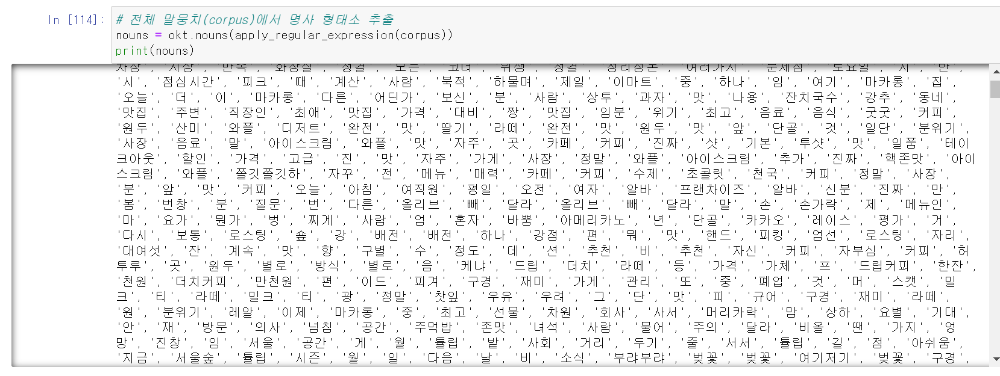 In [114]:
# 전체 말뭉치(corpus)에서 명사 형태소 추출
nouns = okt.nouns(apply_regular_expression(corpus))
print(nouns)
'시', '점심시간', '피크', '때', '계산', '사람', '북적', '하물며', '제일', '이마트', '중', '하나', '임', '여기', '마카롱', '집',
'오늘', '더', '이', '마카롱', '다른', '어딘가', '보신', '분', '사람', '상투', '과자', '맛', '나용', '잔치국수', '강추', '동네',
'맛집', '주변', '직장인', '최애', '맛집', '가격', '대비', '짱', '맛집', '임분', '위기', '최고', '음료', '음식', '굿굿', '커피',
'원두', '산미', '와플', '디저트', '완전', '맛', '딸기', '라떼', '완전', '맛', '원두', '맛', '앞', '단골', '것', '일단', '분위기',
'사장', '음료', '말', '아이스크림', '와플', '맛', '자주', '곳', '카페', '커피', '진짜', '샷', '기본', '투샷', '맛', '일품', '테이
크아웃', '할인', '가격', '고급', '진', '맛', '자주', '가게', '사장', '정말', '와플', '아이스크림', '추가', '진짜', '핵존맛', '아이
스크림', '와플', '쫄깃쫄깃하', '자꾸', '전', '메뉴', '매력', '카페', '커피', '수제', '초콜릿', '천국', '커피', '정말', '사장',
'분', '앞', '맛', '커피', '오늘', '아침', '여직원', '평일', '오전', '여자', '알바', '프랜차이즈', '알바', '신분', '진짜', '만',
'봄', '번창', '분', '질문', '번', '다른', '올리브', '빼', '달라', '올리브', '빼', '달라', '말', '손', '손가락', '제', '메뉴인',
'마', '요가', '뭔가', '벙', '찌게', '사람', '엄', '혼자', '바쁨', '아메리카노', '년', '단골', '카카오', '레이스', '평가', '거',
'다시', '보통', '로스팅', '숖', '강', '배전', '배전', '하나', '강점', '편', '뭐', '맛', '핸드', '피킹', '엄선', '로스팅', '자리',
'대여섯', '잔', '계속', '맛', '향', '구별', '수', '정도', '데', '션', '추천', '비', '추천', '자신', '커피', '자부심', '커피', '허
투루', '곳', '원두', '별로', '방식', '별로', '음', '케냐', '드립', '더치', '라떼', '등', '가격', '가체', '프', '드립커피', '한잔',
'천원', '더치커피', '만천원', '편', '이드', '피겨', '구경', '재미', '가게', '관리', '또', '중', '폐업', '것', '머', '스캣', '밀
크', '티', '라떼', '밀크', '티', '광', '정말', '찻잎', '우유', '우려', '그', '단', '맛', '피', '규어', '구경', '재미', '라떼',
'원', '분위기', '레알', '이제', '마카롱', '중', '최고', '선물', '차원', '회사', '사서', '머리카락', '맘', '상하', '요별', '기대',
'안', '재', '방문', '의사', '넘침', '공간', '주먹밥', '존맛', '녀석', '사람', '물어', '주의', '달라', '비올', '땐', '가지', '엉
망', '진창', '임', '서울', '공간', '게', '월', '튤립', '밭', '사회', '거리', '두기', '줄', '서서', '튤립', '길', '점', '아쉬움',
'지금', '서울숲', '튤립', '시즌', '월', '일', '다음', '날', '비', '소식', '부랴부랴', '벚꽃', '벚꽃', '여기저기', '벚꽃', '구경',